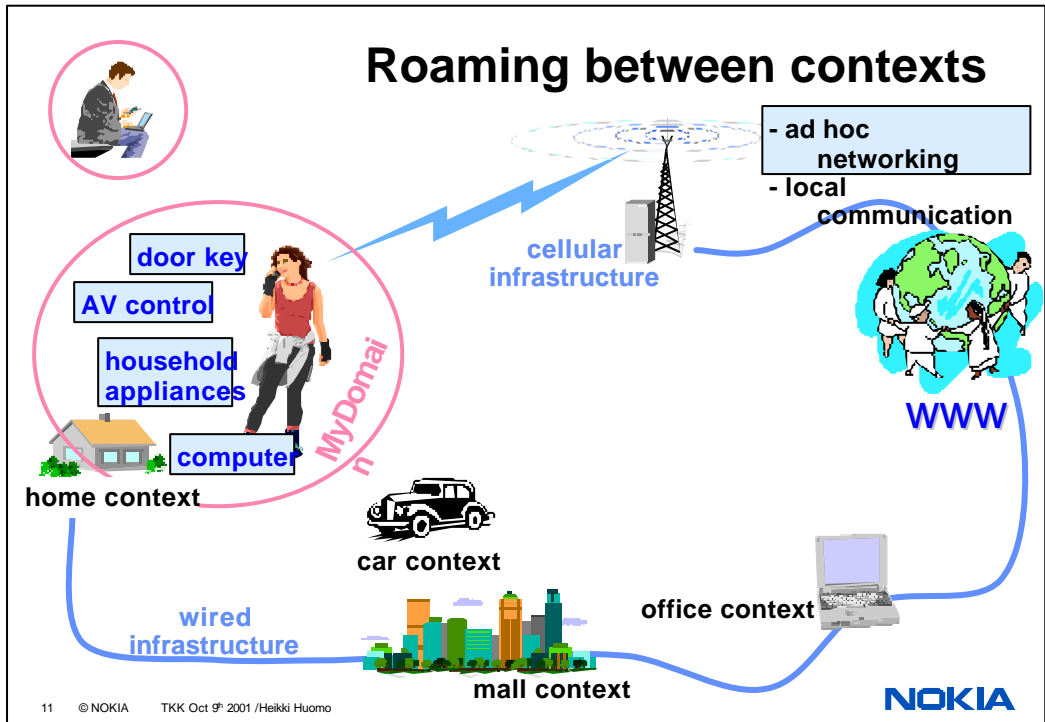 Roaming between contexts
- ad hoc
networking
- local
communication
cellular
infrastructure
door key
AV control
household
appliances
computer
MyDomai
n
home context
www
car context
office context
wired
infrastructure
mall context
11 © NOKIA TKK Oct 9th 2001 /Heikki Huomo
NOKIA